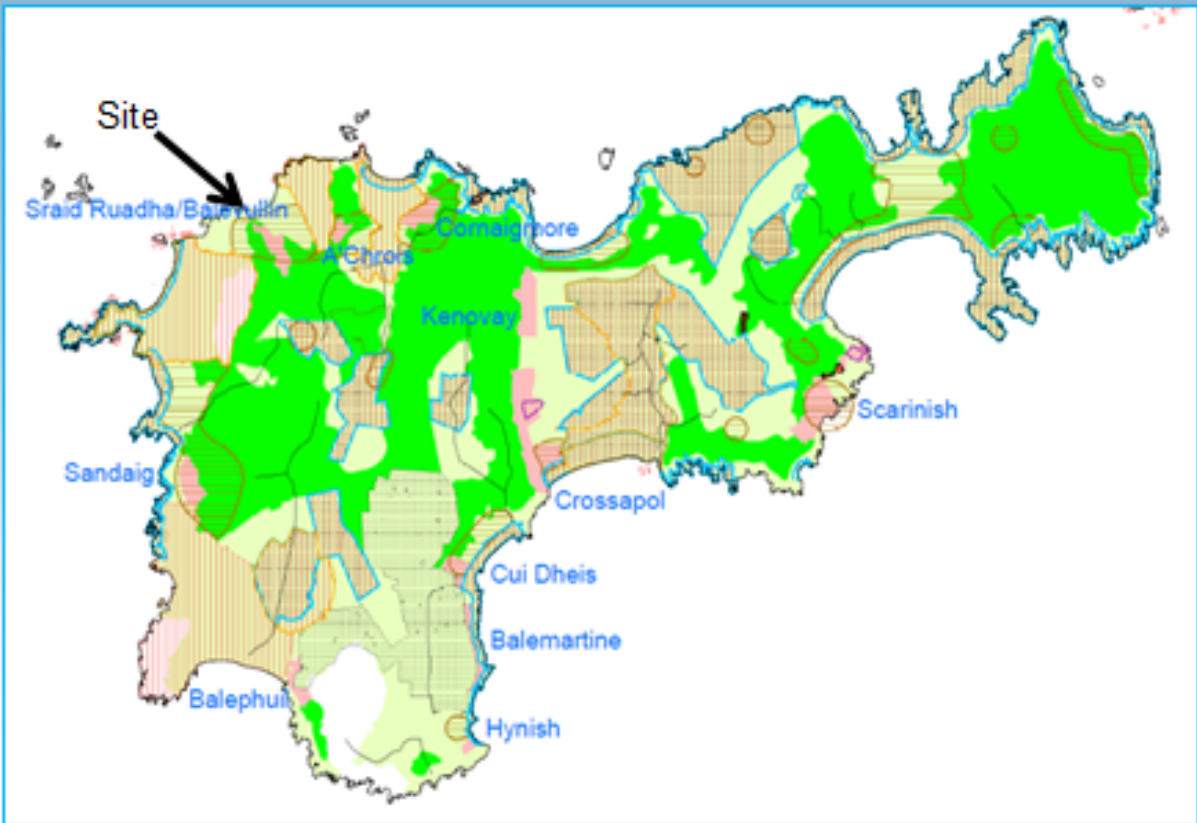 Site
Sraid Ruadha/Balevullin
Cornaigmore
A'Chrois
Kenovay
Scarinish
Sandaig
Crossapol
Cui Dheis
Balemartine
Balephuil
Hynish